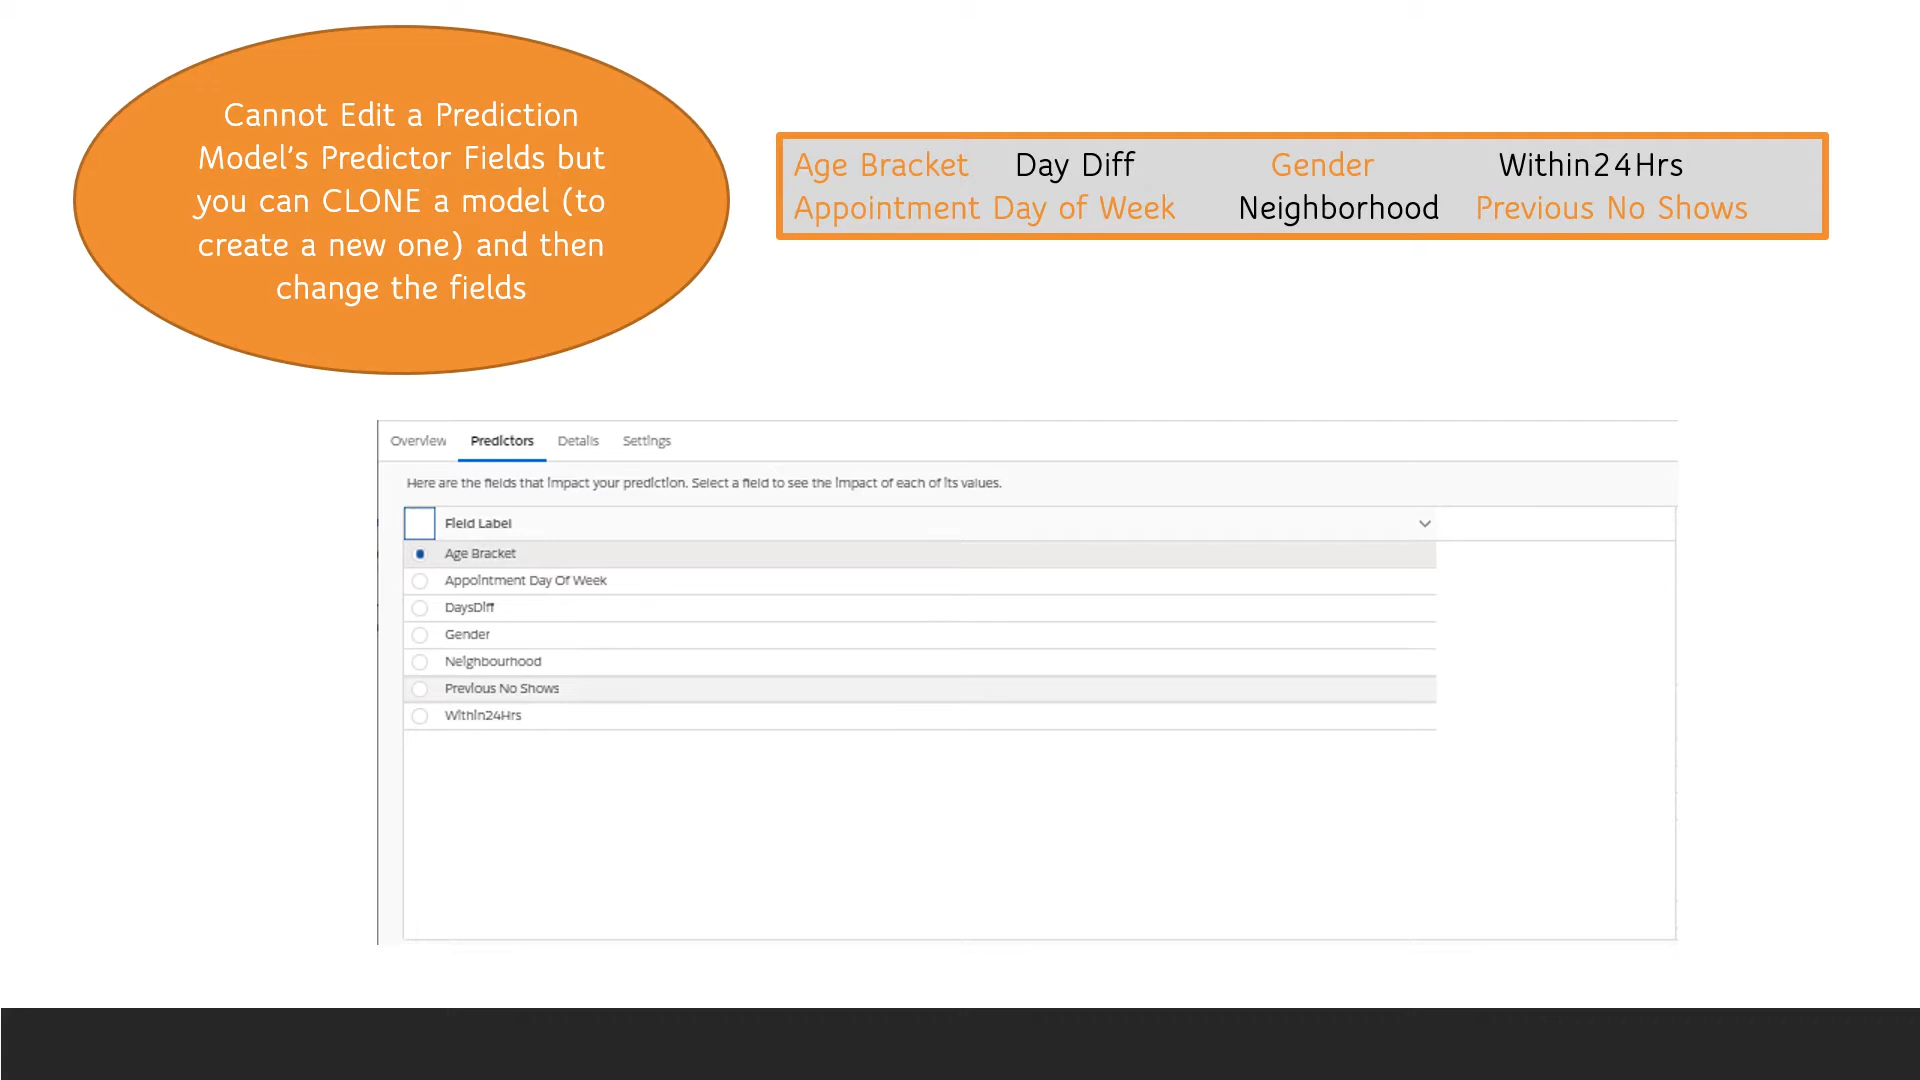 Cannot Edit a Prediction
Model's Predictor Fields but
you can CLONE a model (to
create a new one) and then
change the fields
Age Bracket Day Diff Gender Within24Hrs
Appointment Day of Week Neighborhood Previous No Shows
Overview Predictors Details Settings
Here are the fields that impact your prediction. Select a field to see the impact of each of its values.
Field Label
Age Bracket
Appointment Day Of Week
DaysDiff
Gender
Neighbourhood
Previous No Shows
Within24Hrs